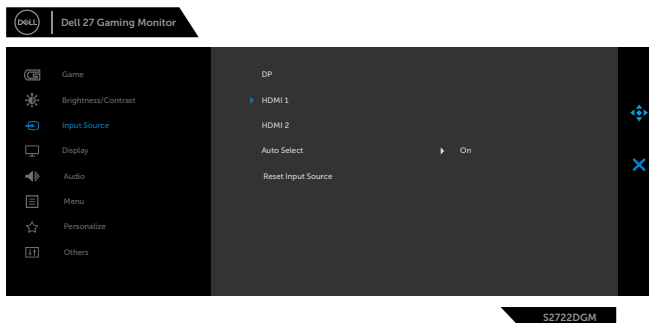 DELL
Dell 27 Gaming Monitor
Game
Brightness/Contrast
Input Source
Display
Audio
Menu
Personalize
Others
DP
HDMI 1
HDMI 2
Auto Select On
Reset Input Source
S2722DGM